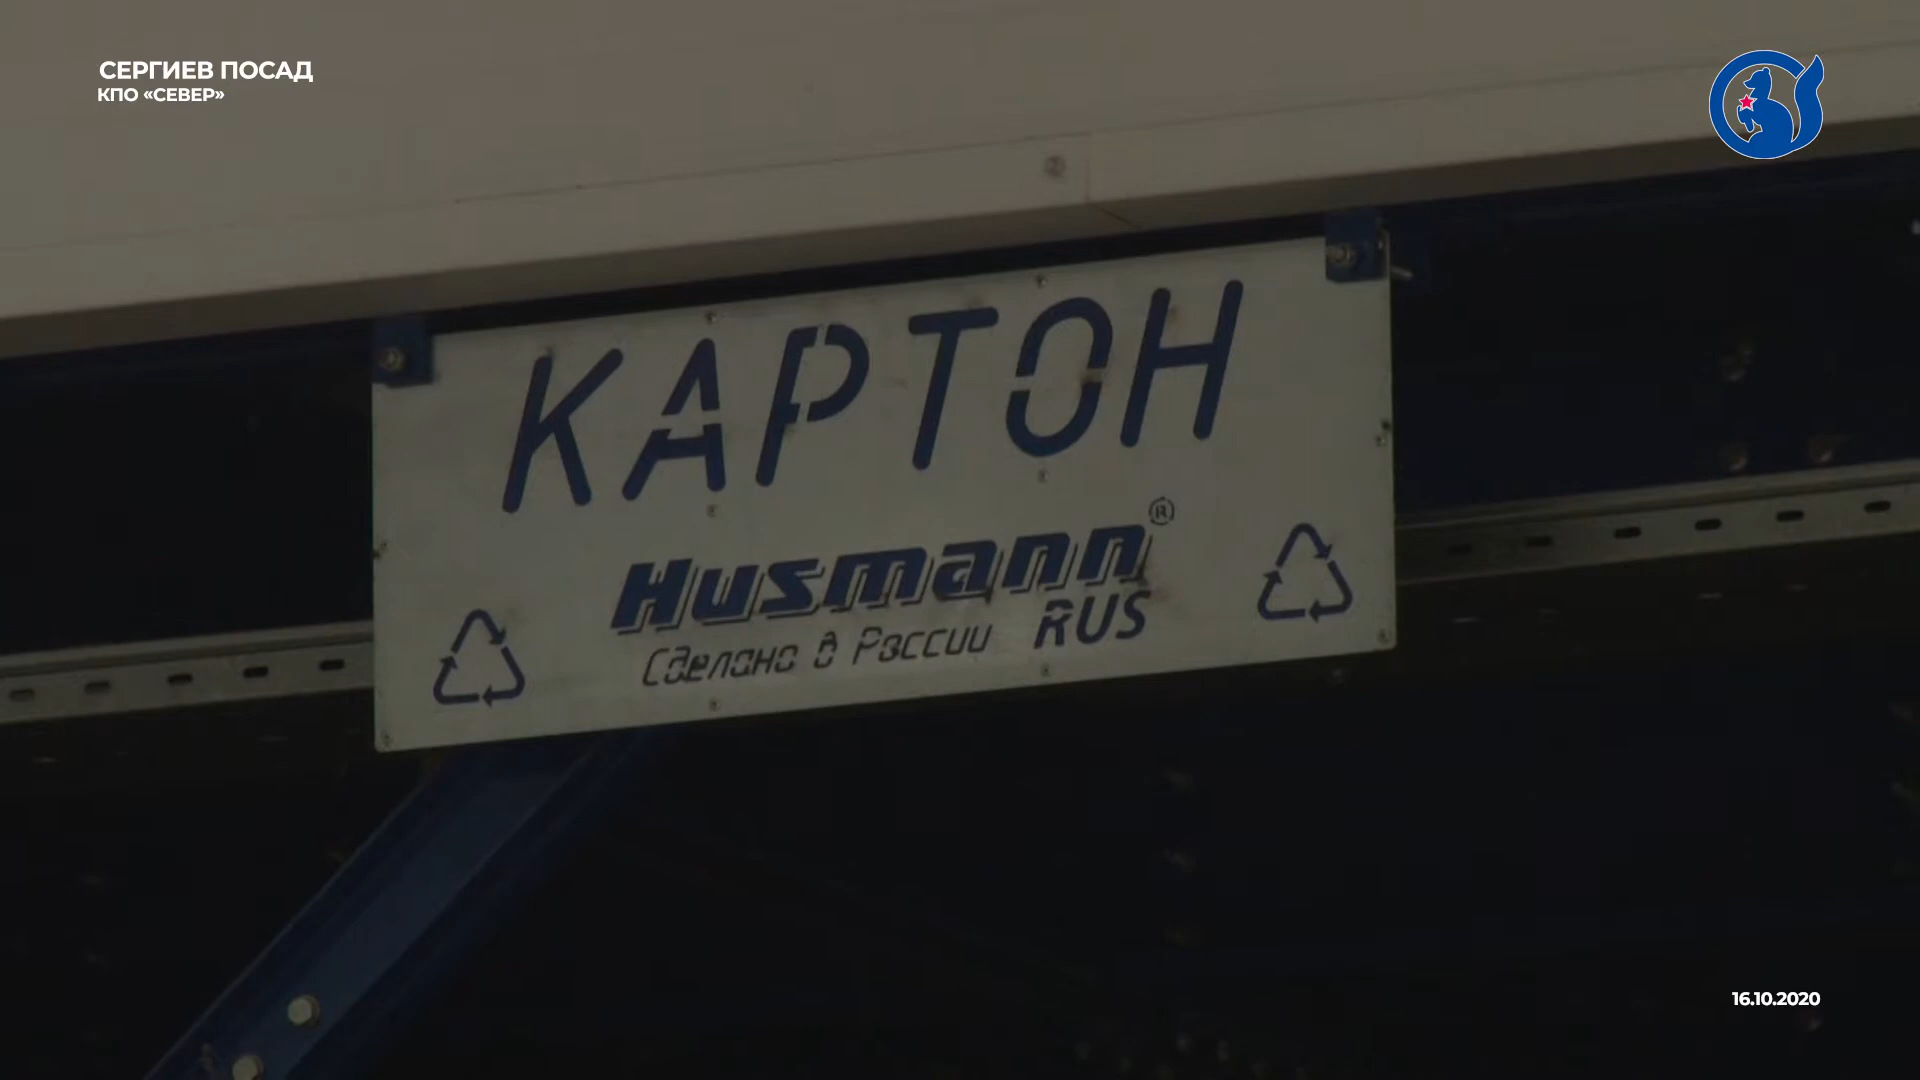 СЕРГИЕВ ПОСАД
КПО «СЕВЕР»
КАРТОН
Husmann®
RUS
Сделано в России
16.10.2020